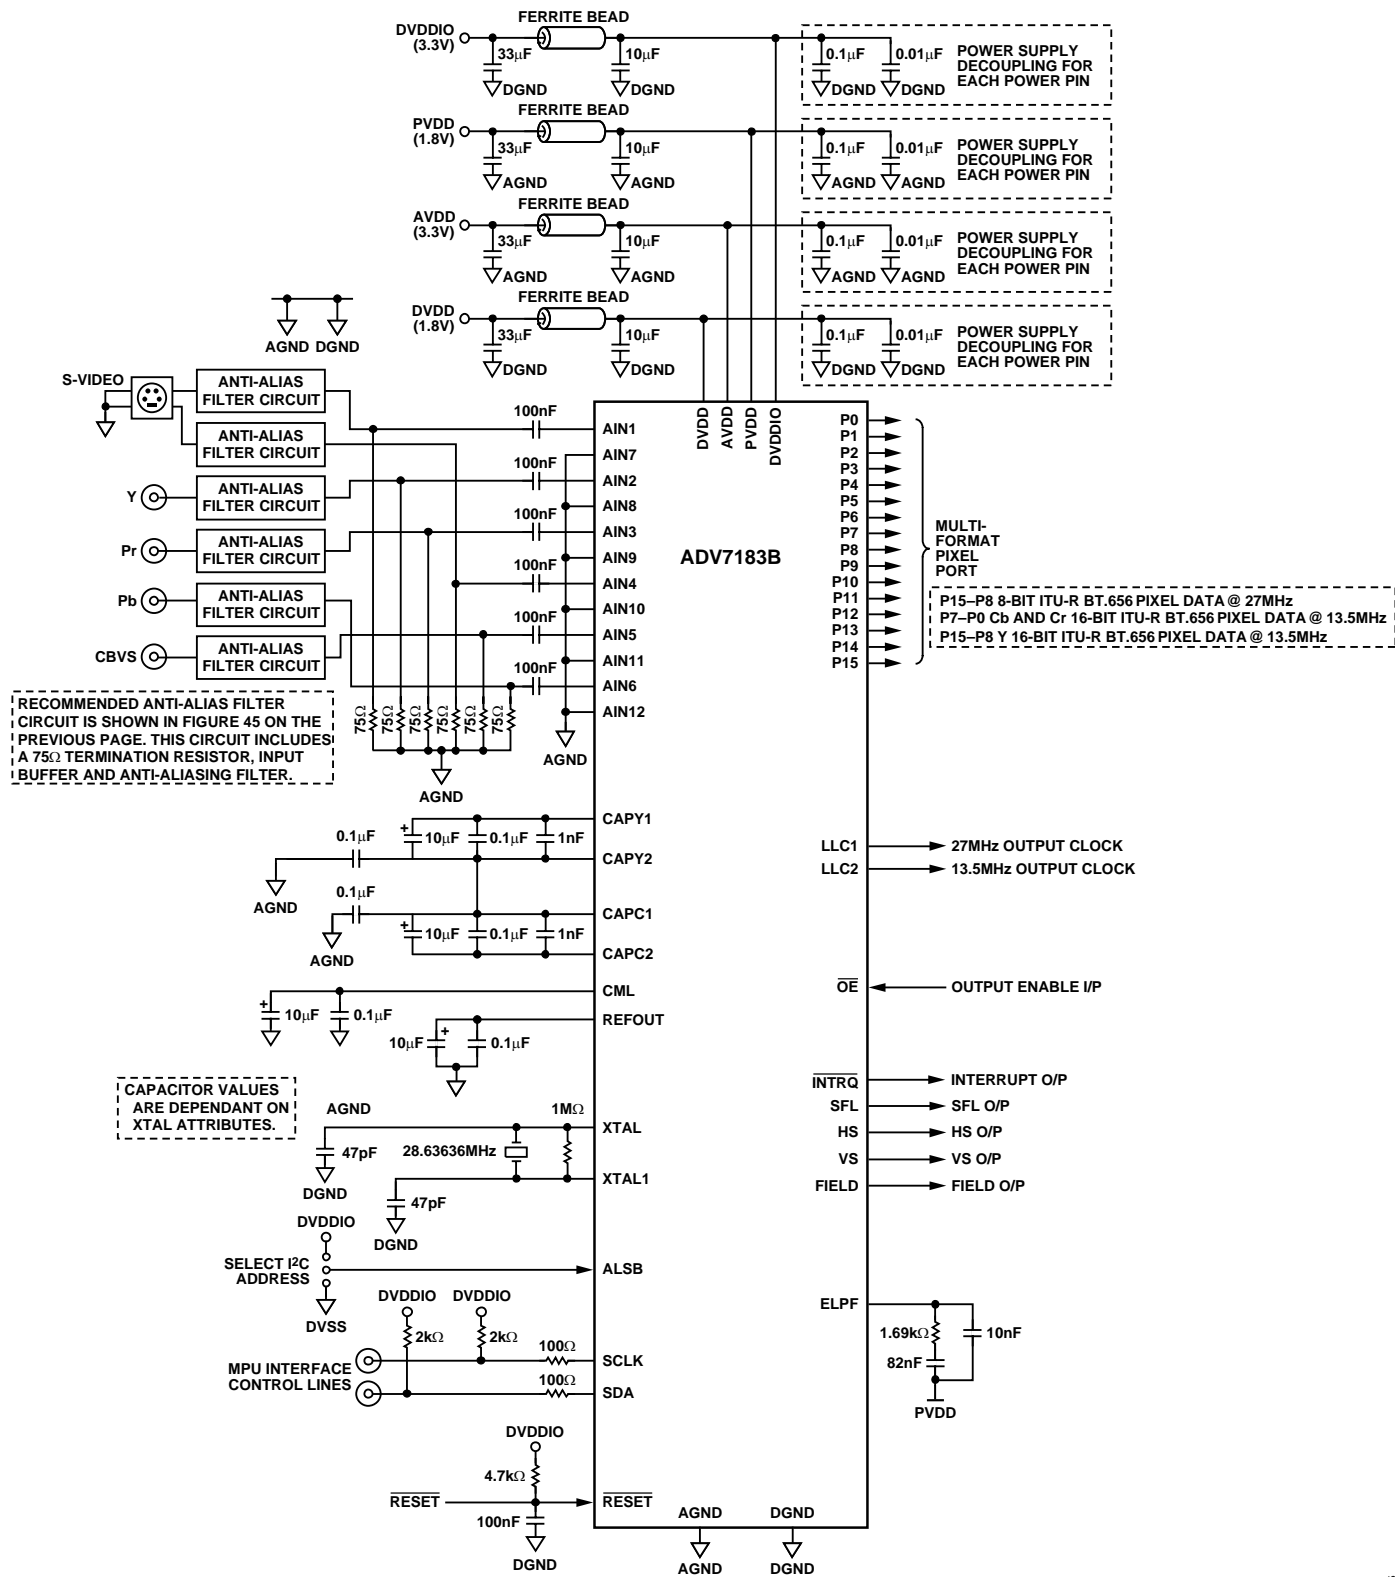 FERRITE BEAD
DVDDIO
(3.3V)
33μF
10μF
0.1μF
0.01μF
POWER SUPPLY
DECOUPLING FOR
EACH POWER PIN
DGND
DGND
DGND
DGND
FERRITE BEAD
PVDD
(1.8V)
33μF
10μF
0.1μF
0.01μF
POWER SUPPLY
DECOUPLING FOR
EACH POWER PIN
AGND
AGND
AGND
AGND
FERRITE BEAD
AVDD
(3.3V)
33μF
10μF
0.1μF
0.01μF
POWER SUPPLY
DECOUPLING FOR
EACH POWER PIN
AGND
AGND
AGND
AGND
FERRITE BEAD
DVDD
(1.8V)
33μF
10μF
0.1μF
0.01μF
POWER SUPPLY
DECOUPLING FOR
EACH POWER PIN
DGND
DGND
DGND
DGND
AGND DGND
S-VIDEO
ANTI-ALIAS
FILTER CIRCUIT
ANTI-ALIAS
FILTER CIRCUIT
Y
ANTI-ALIAS
FILTER CIRCUIT
Pr
ANTI-ALIAS
FILTER CIRCUIT
Pb
ANTI-ALIAS
FILTER CIRCUIT
CBVS
ANTI-ALIAS
FILTER CIRCUIT
RECOMMENDED ANTI-ALIAS FILTER
CIRCUIT IS SHOWN IN FIGURE 45 ON THE
PREVIOUS PAGE. THIS CIRCUIT INCLUDES
A 75Ω TERMINATION RESISTOR, INPUT
BUFFER AND ANTI-ALIASING FILTER.
100nF
100nF
100nF
100nF
100nF
100nF
75Ω
75Ω
75Ω
75Ω
75Ω
75Ω
AGND
AGND
DVDD
AVDD
PVDD
DVDDIO
ADV7183B
AIN1
AIN7
AIN2
AIN8
AIN3
AIN9
AIN4
AIN10
AIN5
AIN11
AIN6
AIN12
P0
P1
P2
P3
P4
P5
P6
P7
P8
P9
P10
P11
P12
P13
P14
P15
MULTI-
FORMAT
PIXEL
PORT
P15–P8 8-BIT ITU-R BT.656 PIXEL DATA @ 27MHz
P7–P0 Cb AND Cr 16-BIT ITU-R BT.656 PIXEL DATA @ 13.5MHz
P15–P8 Y 16-BIT ITU-R BT.656 PIXEL DATA @ 13.5MHz
0.1μF
10μF
0.1μF
1nF
CAPY1
CAPY2
AGND
0.1μF
10μF
0.1μF
1nF
CAPC1
CAPC2
AGND
LLC1
27MHz OUTPUT CLOCK
LLC2
13.5MHz OUTPUT CLOCK
CML
10μF
0.1μF
REFOUT
10μF
0.1μF
OE
OUTPUT ENABLE I/P
CAPACITOR VALUES
ARE DEPENDANT ON
XTAL ATTRIBUTES.
AGND
1MΩ
XTAL
47pF
28.63636MHz
DGND
XTAL1
47pF
DGND
INTRQ
INTERRUPT O/P
SFL
SFL O/P
HS
HS O/P
VS
VS O/P
FIELD
FIELD O/P
DVDDIO
SELECT I²C
ADDRESS
ALSB
DVSS
DVDDIO
DVDDIO
2kΩ
2kΩ
MPU INTERFACE
CONTROL LINES
100Ω
SCLK
100Ω
SDA
ELPF
1.69kΩ
10nF
82nF
PVDD
DVDDIO
4.7kΩ
RESET
RESET
100nF
DGND
AGND
DGND
AGND
DGND